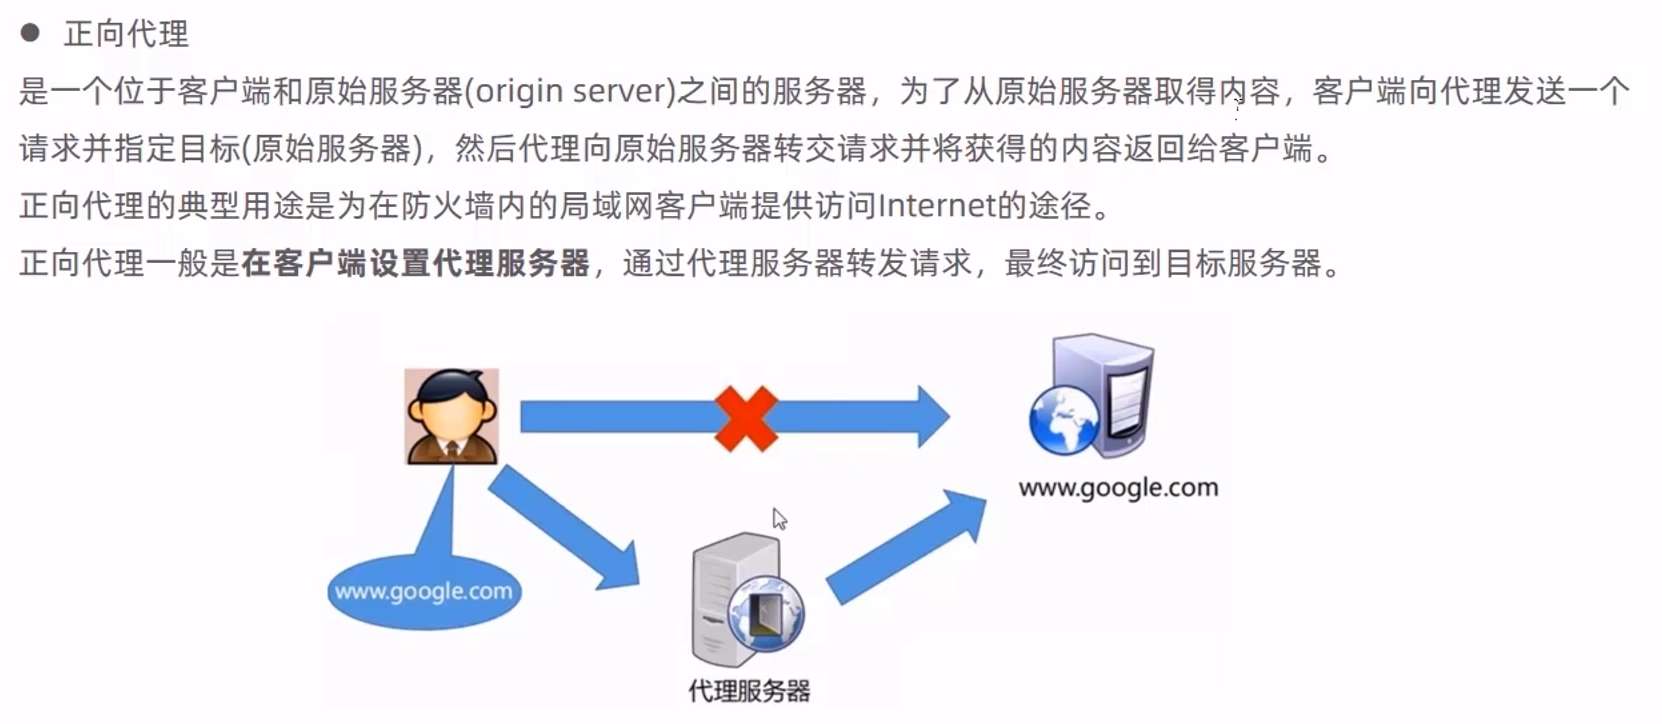 ● 正向代理
是一个位于客户端和原始服务器(origin server)之间的服务器，为了从原始服务器取得内容，客户端向代理发送一个
请求并指定目标(原始服务器)，然后代理向原始服务器转交请求并将获得的内容返回给客户端。
正向代理的典型用途是为在防火墙内的局域网客户端提供访问Internet的途径。
正向代理一般是在客户端设置代理服务器，通过代理服务器转发请求，最终访问到目标服务器。
www.google.com
www.google.com
代理服务器